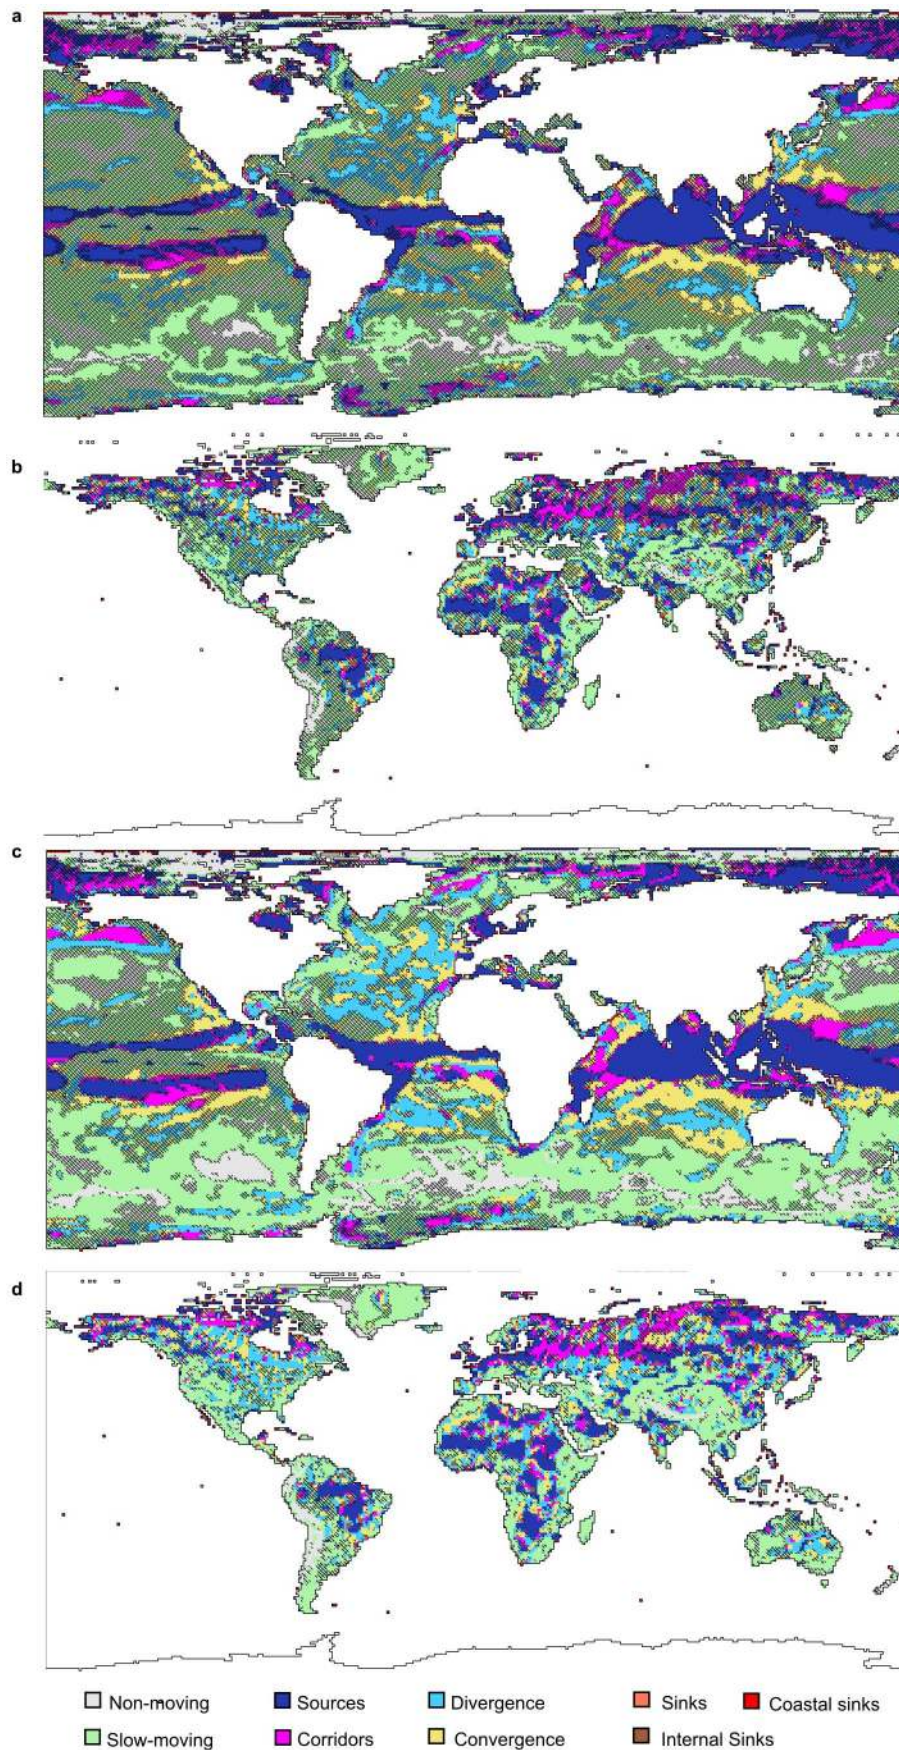 a
b
c
d
Non-moving Sources Divergence Sinks Coastal sinks
Slow-moving Corridors Convergence Internal Sinks